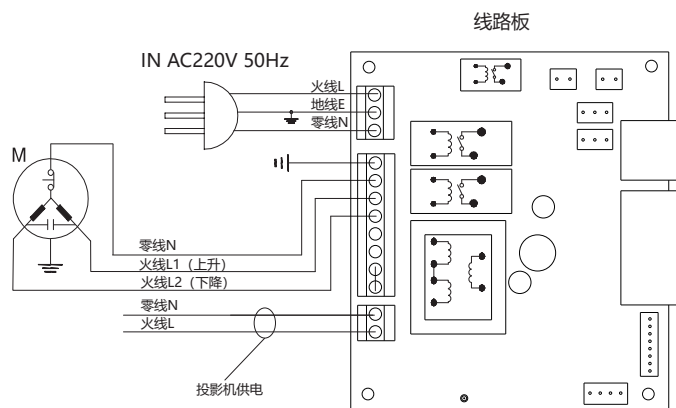 线路板
IN AC220V 50Hz
火线L
地线E
零线N
M
零线N
火线L1（上升）
火线L2（下降）
零线N
火线L
投影机供电